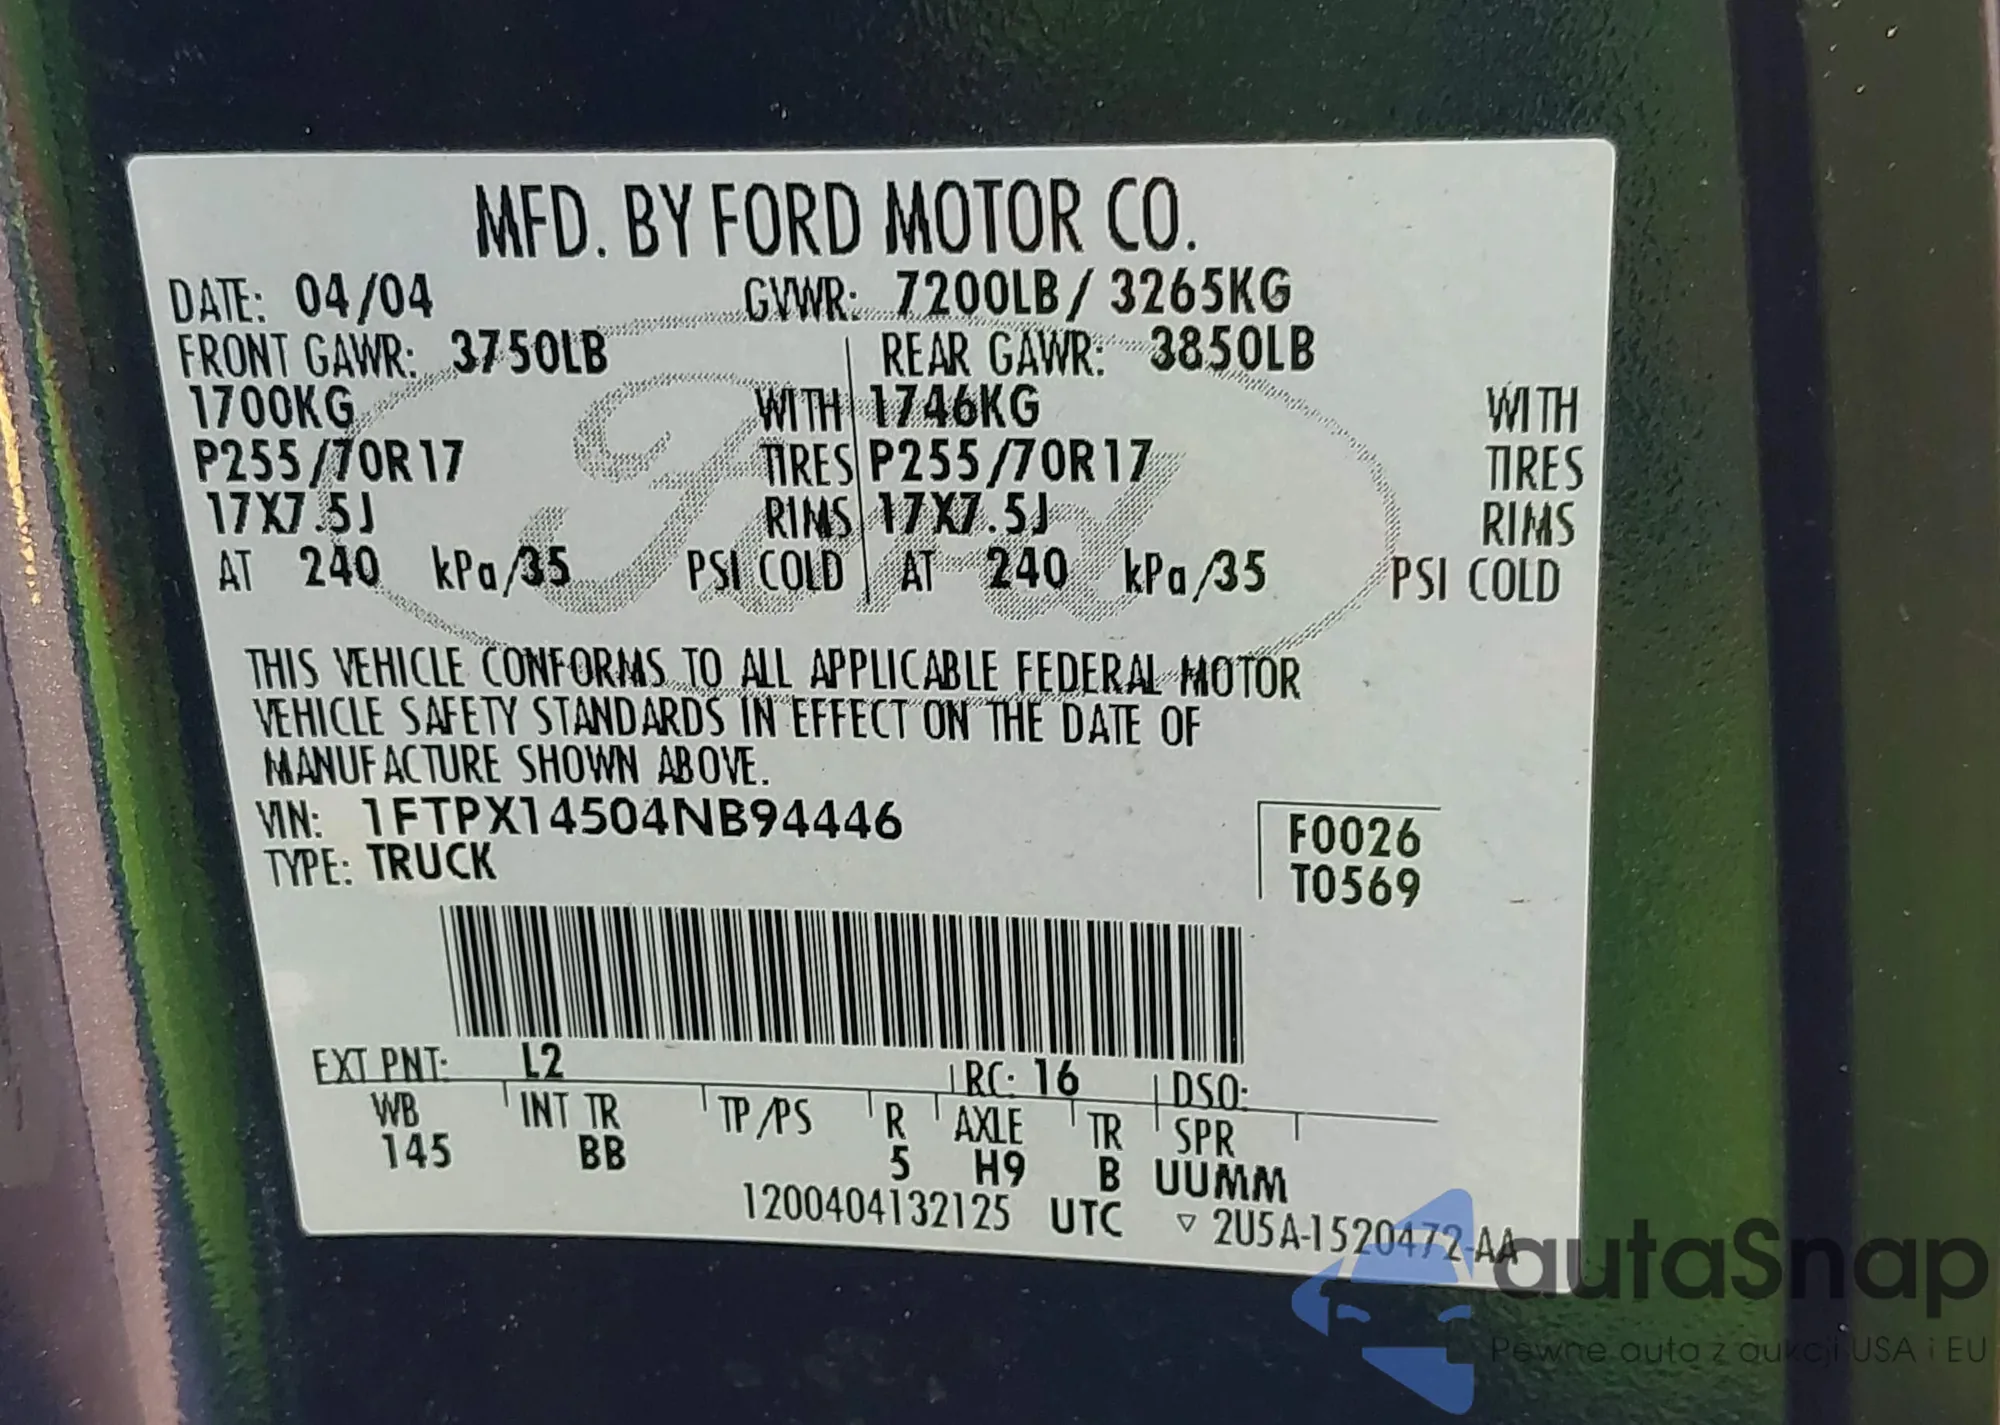 MFD. BY FORD MOTOR CO.
DATE: 04/04 GVWR: 7200LB / 3265KG
FRONT GAWR: 3750LB REAR GAWR: 3850LB
1700KG WITH 1746KG WITH
P255/70R17 TIRES P255/70R17 TIRES
17X7.5J RIMS 17X7.5J RIMS
AT 240 kPa/35 PSI COLD AT 240 kPa/35 PSI COLD
Ford
THIS VEHICLE CONFORMS TO ALL APPLICABLE FEDERAL MOTOR
VEHICLE SAFETY STANDARDS IN EFFECT ON THE DATE OF
MANUFACTURE SHOWN ABOVE.
VIN: 1FTPX14504NB94446 F0026
TYPE: TRUCK T0569
EXT PNT: L2 RC: 16 DSO:
WB INT TR TP/PS R AXLE TR SPR
145 BB 5 H9 B UUMM
1200404132125 UTC ▽ 2U5A-1520472-AA
autaSnap
Pewne auta z aukcji USA i EU